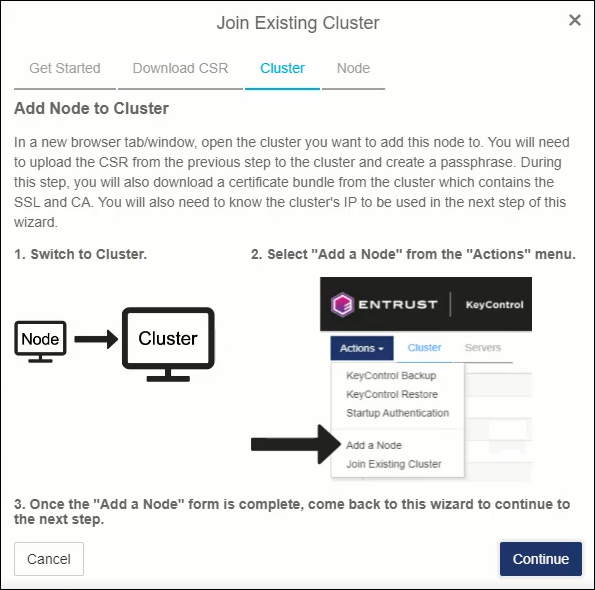 Join Existing Cluster
×
Get Started
Download CSR
Cluster
Node
Add Node to Cluster
In a new browser tab/window, open the cluster you want to add this node to. You will need
to upload the CSR from the previous step to the cluster and create a passphrase. During
this step, you will also download a certificate bundle from the cluster which contains the
SSL and CA. You will also need to know the cluster's IP to be used in the next step of this
wizard.
1. Switch to Cluster.
Node
Cluster
2. Select "Add a Node" from the "Actions" menu.
ENTRUST
KeyControl
Actions
Cluster
Servers
KeyControl Backup
KeyControl Restore
Startup Authentication
Add a Node
Join Existing Cluster
3. Once the "Add a Node" form is complete, come back to this wizard to continue to
the next step.
Cancel
Continue